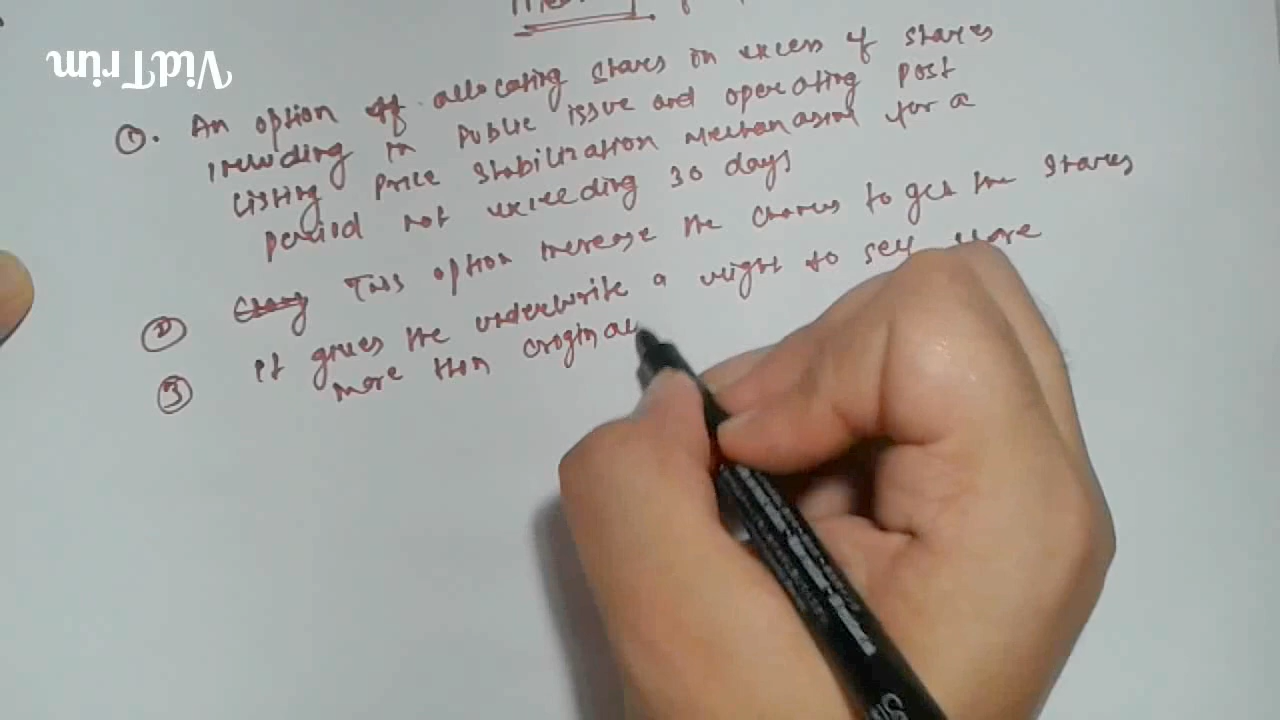 VidTrim
①. An option of allocating shares in excess of shares
including in public issue and operating post
listing price stabilization mechanasim for a
period not exceeding 30 days
② This option increase the chances to get the shares
③ It gives the underwrite a right to sell share
more than original